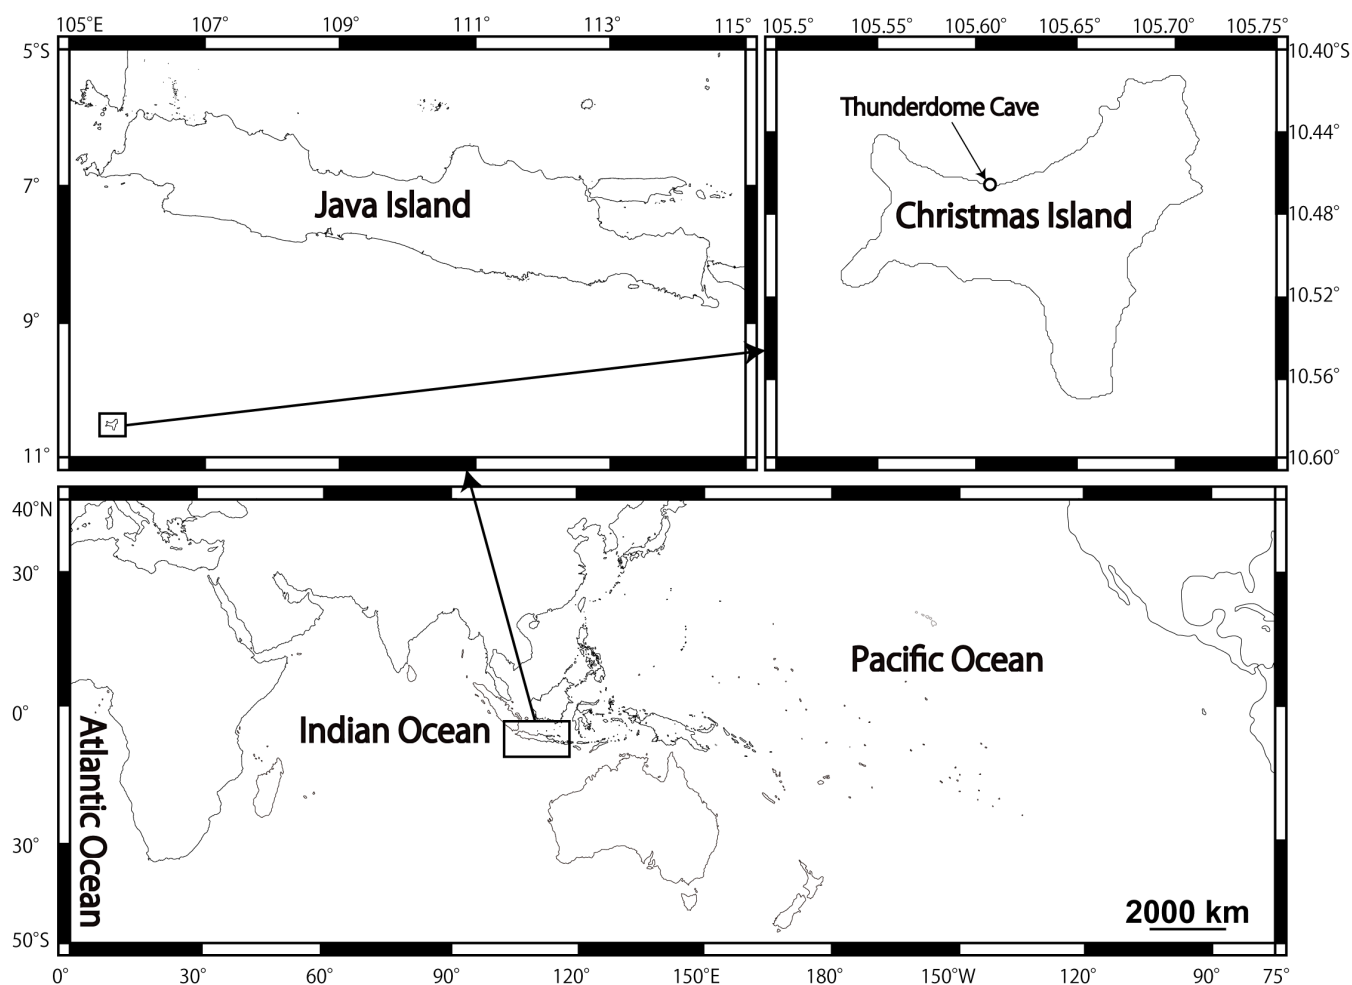 105°E 107° 109° 111° 113° 115°
5°S
7°
9°
11°
Java Island
105.5° 105.55° 105.60° 105.65° 105.70° 105.75°
10.40°S
10.44°
10.48°
10.52°
10.56°
10.60°
Thunderdome Cave
Christmas Island
40°N
30°
0°
30°
50°S
Pacific Ocean
Indian Ocean
Atlantic Ocean
2000 km
0° 30° 60° 90° 120° 150°E 180° 150°W 120° 90° 75°